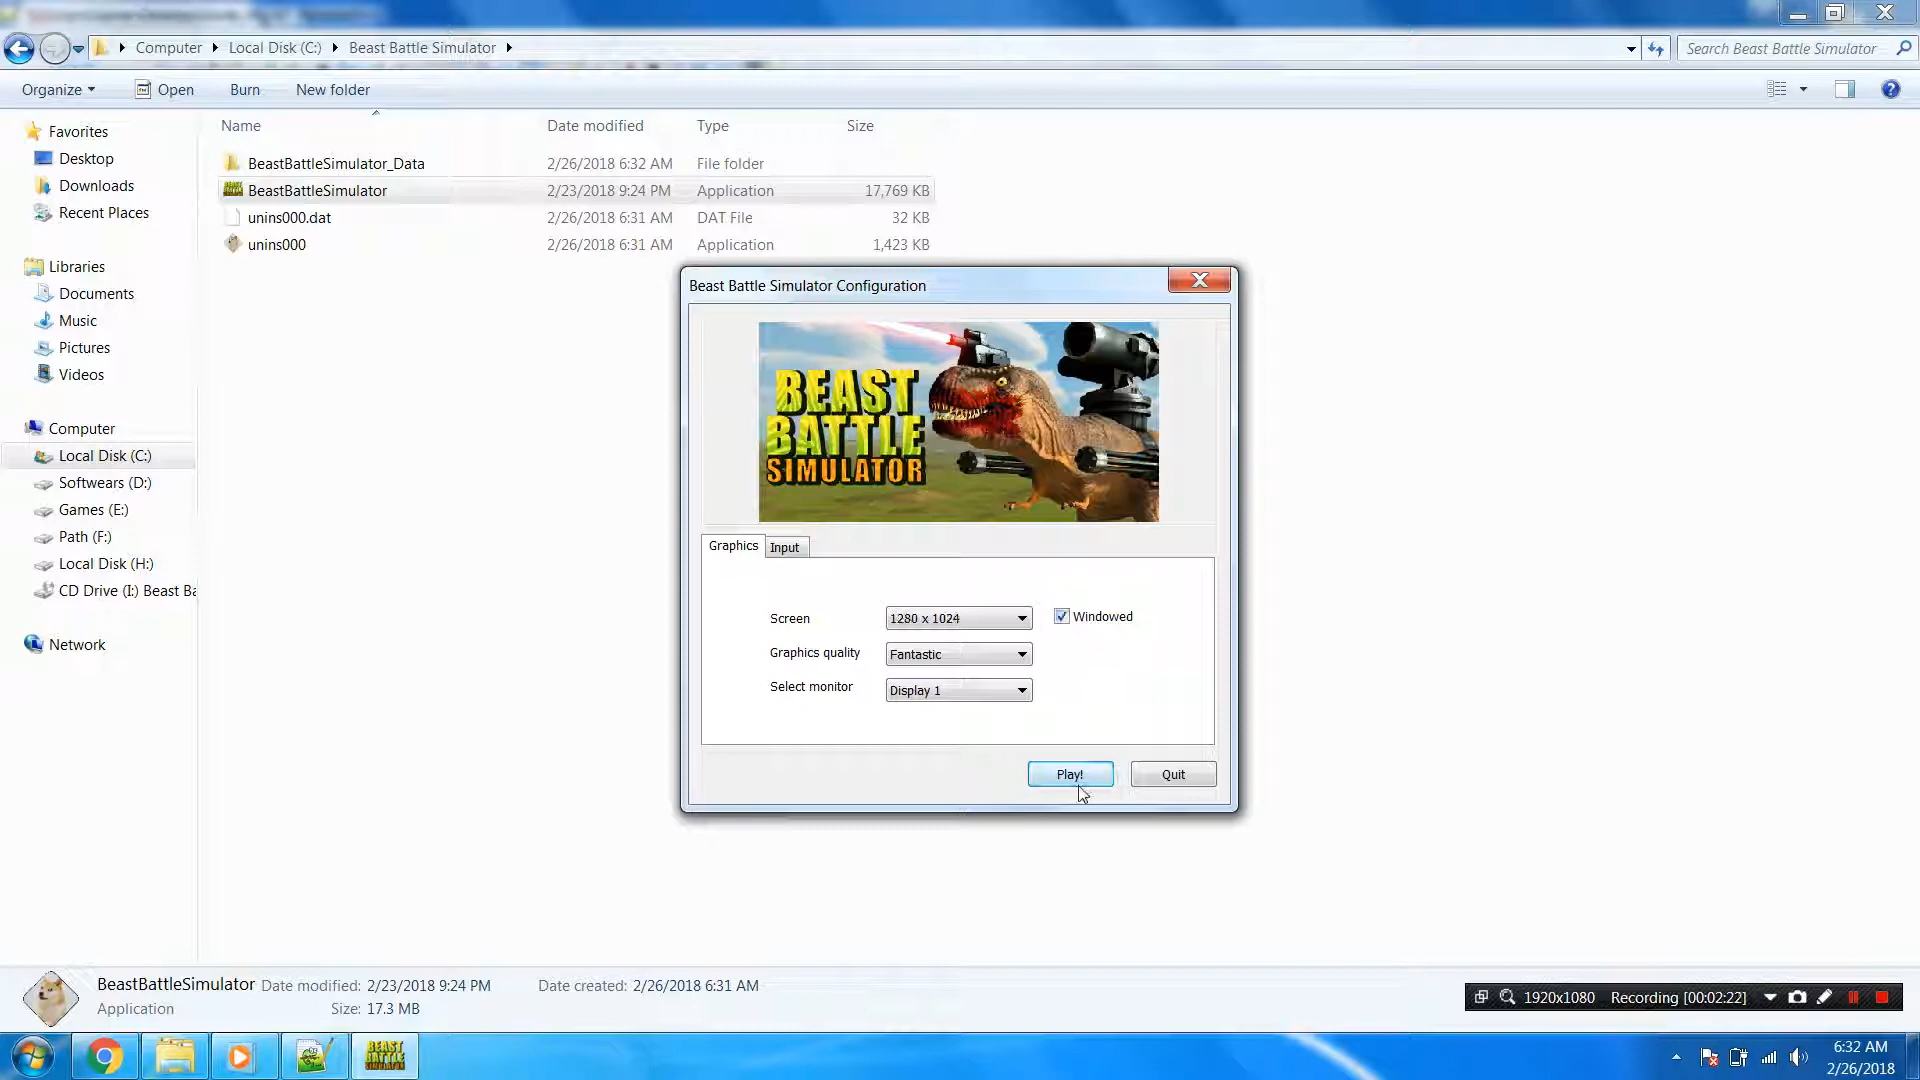 Computer Local Disk (C:) Beast Battle Simulator
Search Beast Battle Simulator
Organize Open Burn New folder
Name Date modified Type Size
BeastBattleSimulator_Data 2/26/2018 6:32 AM File folder
BeastBattleSimulator 2/23/2018 9:24 PM Application 17,769 KB
unins000.dat 2/26/2018 6:31 AM DAT File 32 KB
unins000 2/26/2018 6:31 AM Application 1,423 KB
Favorites
Desktop
Downloads
Recent Places
Libraries
Documents
Music
Pictures
Videos
Computer
Local Disk (C:)
Softwears (D:)
Games (E:)
Path (F:)
Local Disk (H:)
CD Drive (I:) Beast Ba
Network
Beast Battle Simulator Configuration
BEAST
BATTLE
SIMULATOR
Graphics Input
Screen 1280 x 1024 Windowed
Graphics quality Fantastic
Select monitor Display 1
Play! Quit
BeastBattleSimulator Date modified: 2/23/2018 9:24 PM Date created: 2/26/2018 6:31 AM
Application Size: 17.3 MB
1920x1080 Recording [00:02:22]
BEAST
BATTLE
SIMULATOR
6:32 AM
2/26/2018